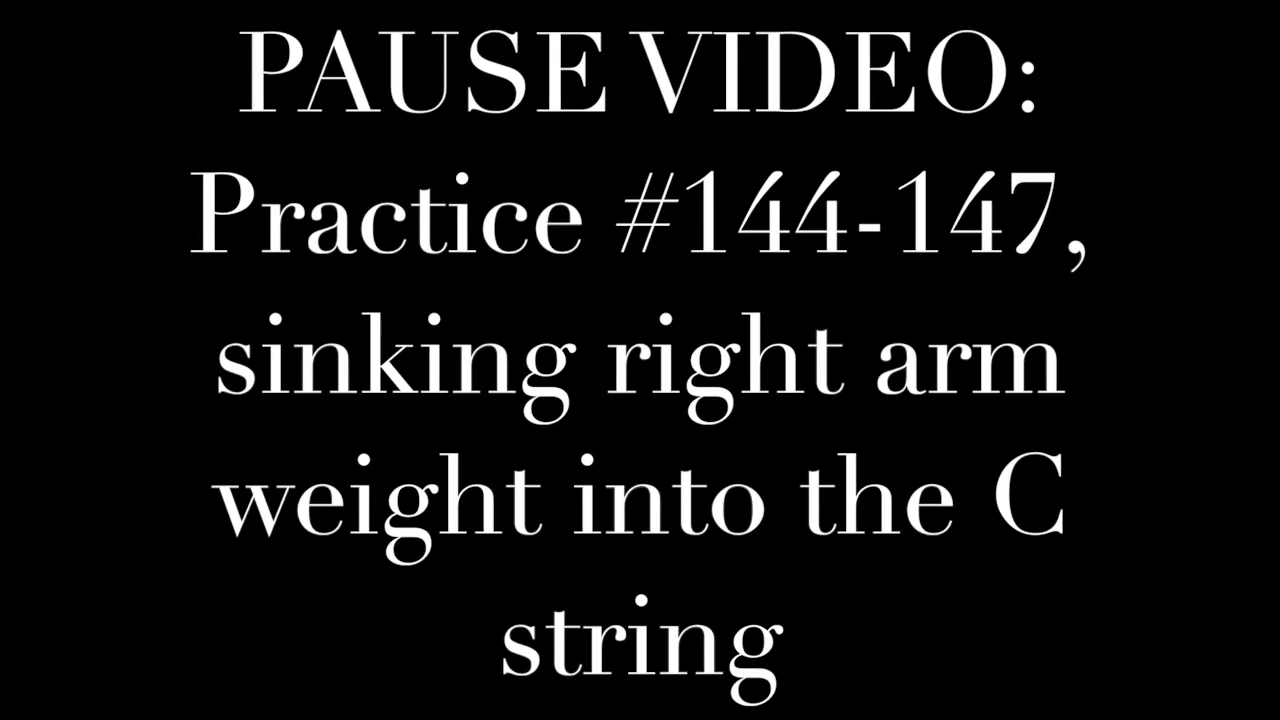 PAUSE VIDEO:
Practice #144-147,
sinking right arm
weight into the C
string